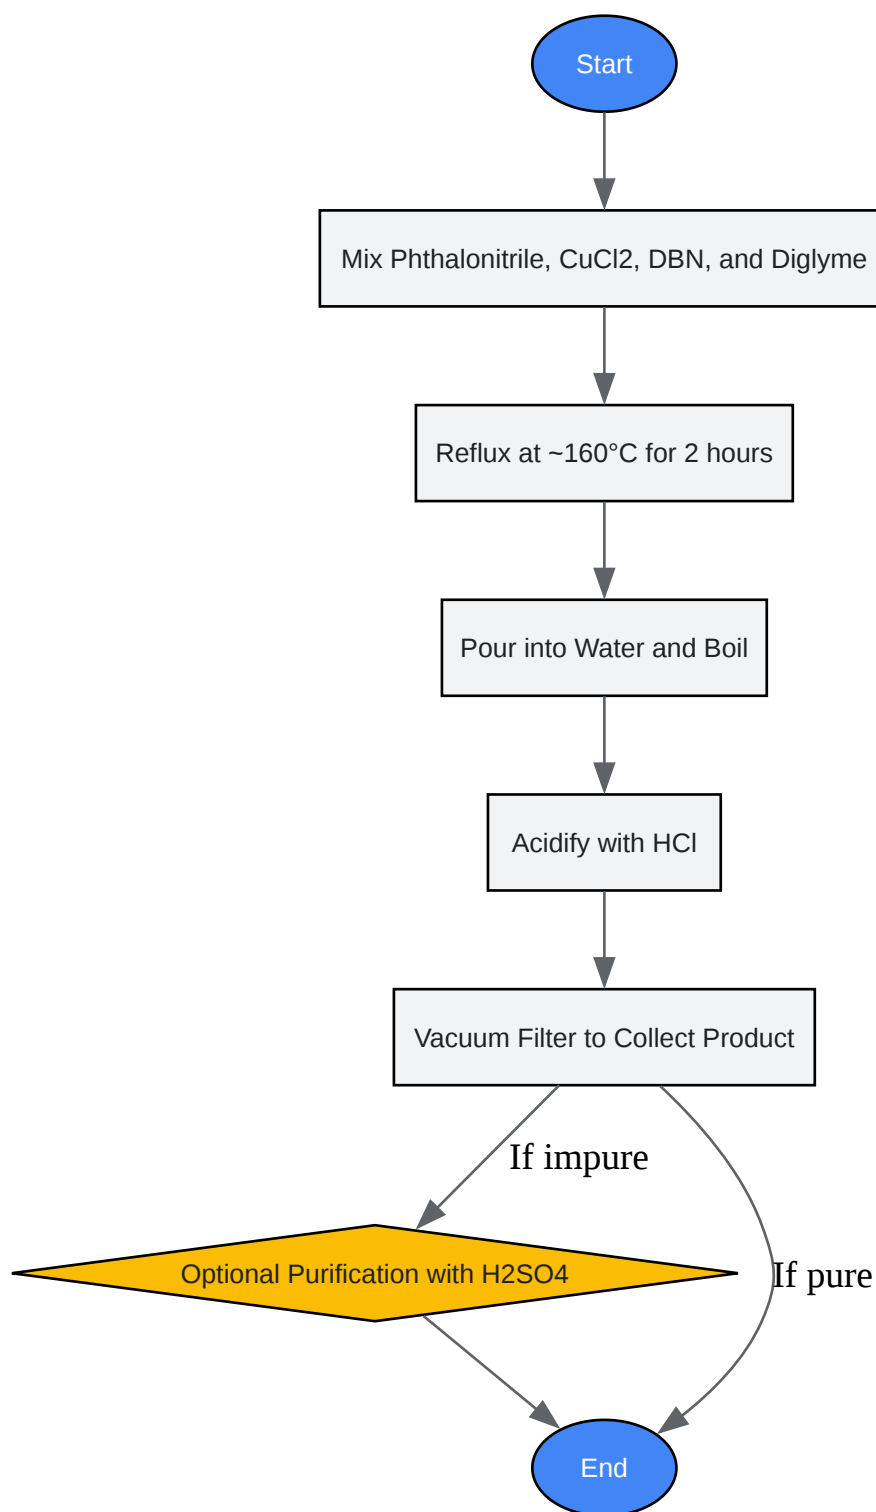 Start
Mix Phthalonitrile, CuCl2, DBN, and Diglyme
Reflux at ~160°C for 2 hours
Pour into Water and Boil
Acidify with HCl
Vacuum Filter to Collect Product
If impure
Optional Purification with H2SO4
If pure
End